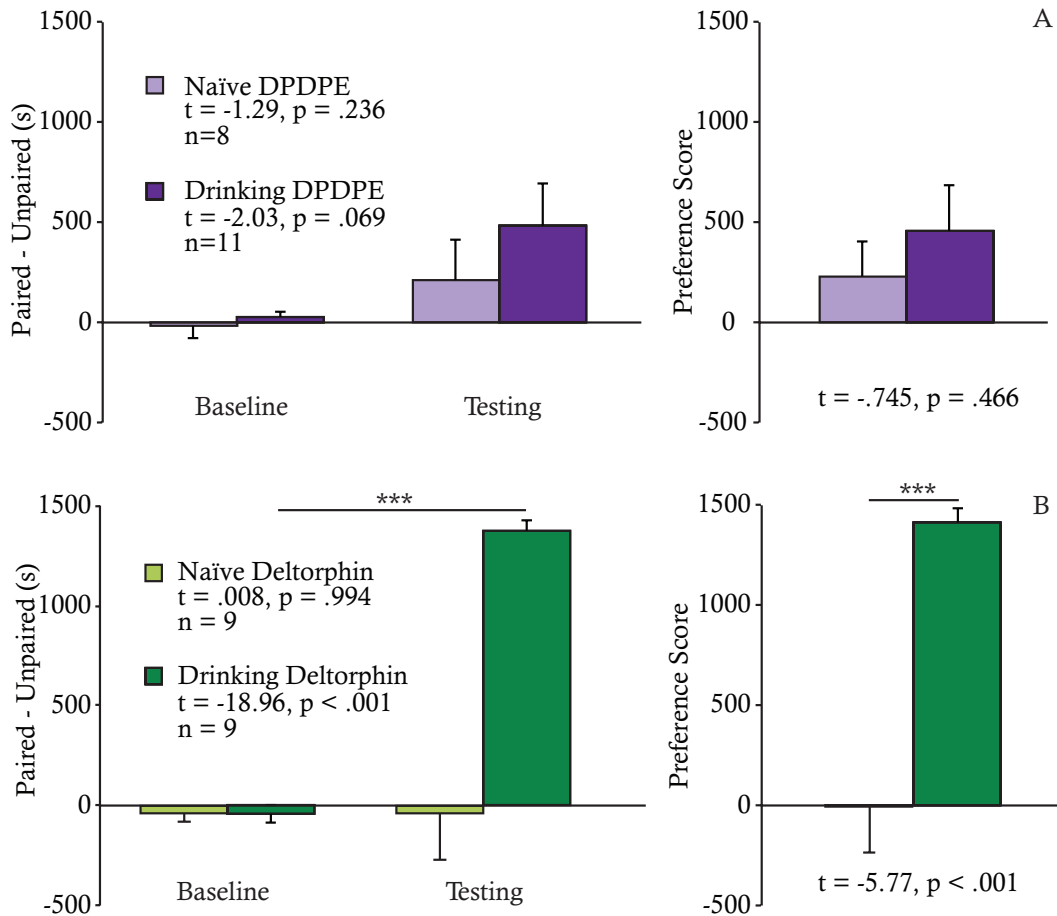 A
1500
1000
500
0
-500
Paired - Unpaired (s)
Naïve DPDPE
t = -1.29, p = .236
n=8
Drinking DPDPE
t = -2.03, p = .069
n=11
Baseline
Testing
1500
1000
500
0
-500
Preference Score
t = -.745, p = .466
B
1500
1000
500
0
-500
Paired - Unpaired (s)
***
Naïve Deltorphin
t = .008, p = .994
n = 9
Drinking Deltorphin
t = -18.96, p < .001
n = 9
Baseline
Testing
1500
1000
500
0
-500
Preference Score
***
t = -5.77, p < .001